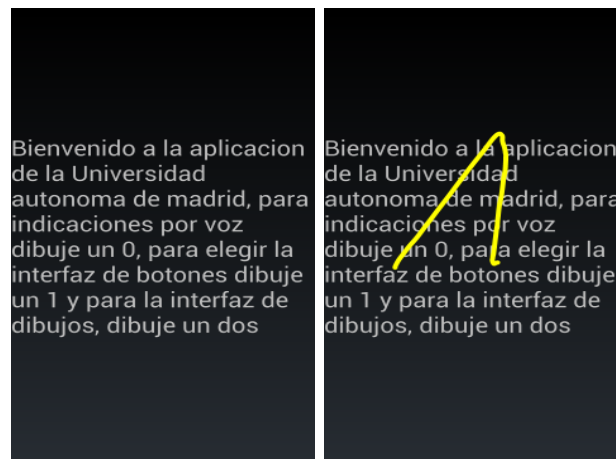 Bienvenido a la aplicacion
de la Universidad
autonoma de madrid, para
indicaciones por voz
dibuje un 0, para elegir la
interfaz de botones dibuje
un 1 y para la interfaz de
dibujos, dibuje un dos
Bienvenido a la aplicacion
de la Universidad
autonoma de madrid, para
indicaciones por voz
dibuje un 0, para elegir la
interfaz de botones dibuje
un 1 y para la interfaz de
dibujos, dibuje un dos
1